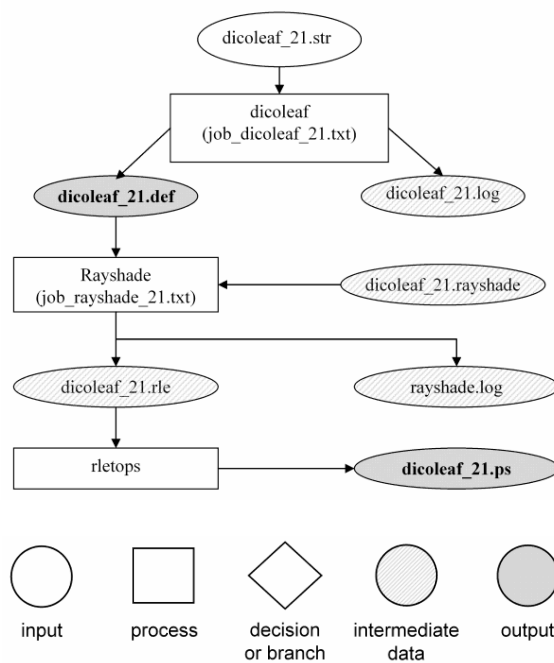 dicoleaf_21.str
dicoleaf
(job_dicoleaf_21.txt)
dicoleaf_21.def
dicoleaf_21.log
Rayshade
(job_rayshade_21.txt)
dicoleaf_21.rayshade
dicoleaf_21.rle
rayshade.log
rletops
dicoleaf_21.ps
input
process
decision
or branch
intermediate
data
output